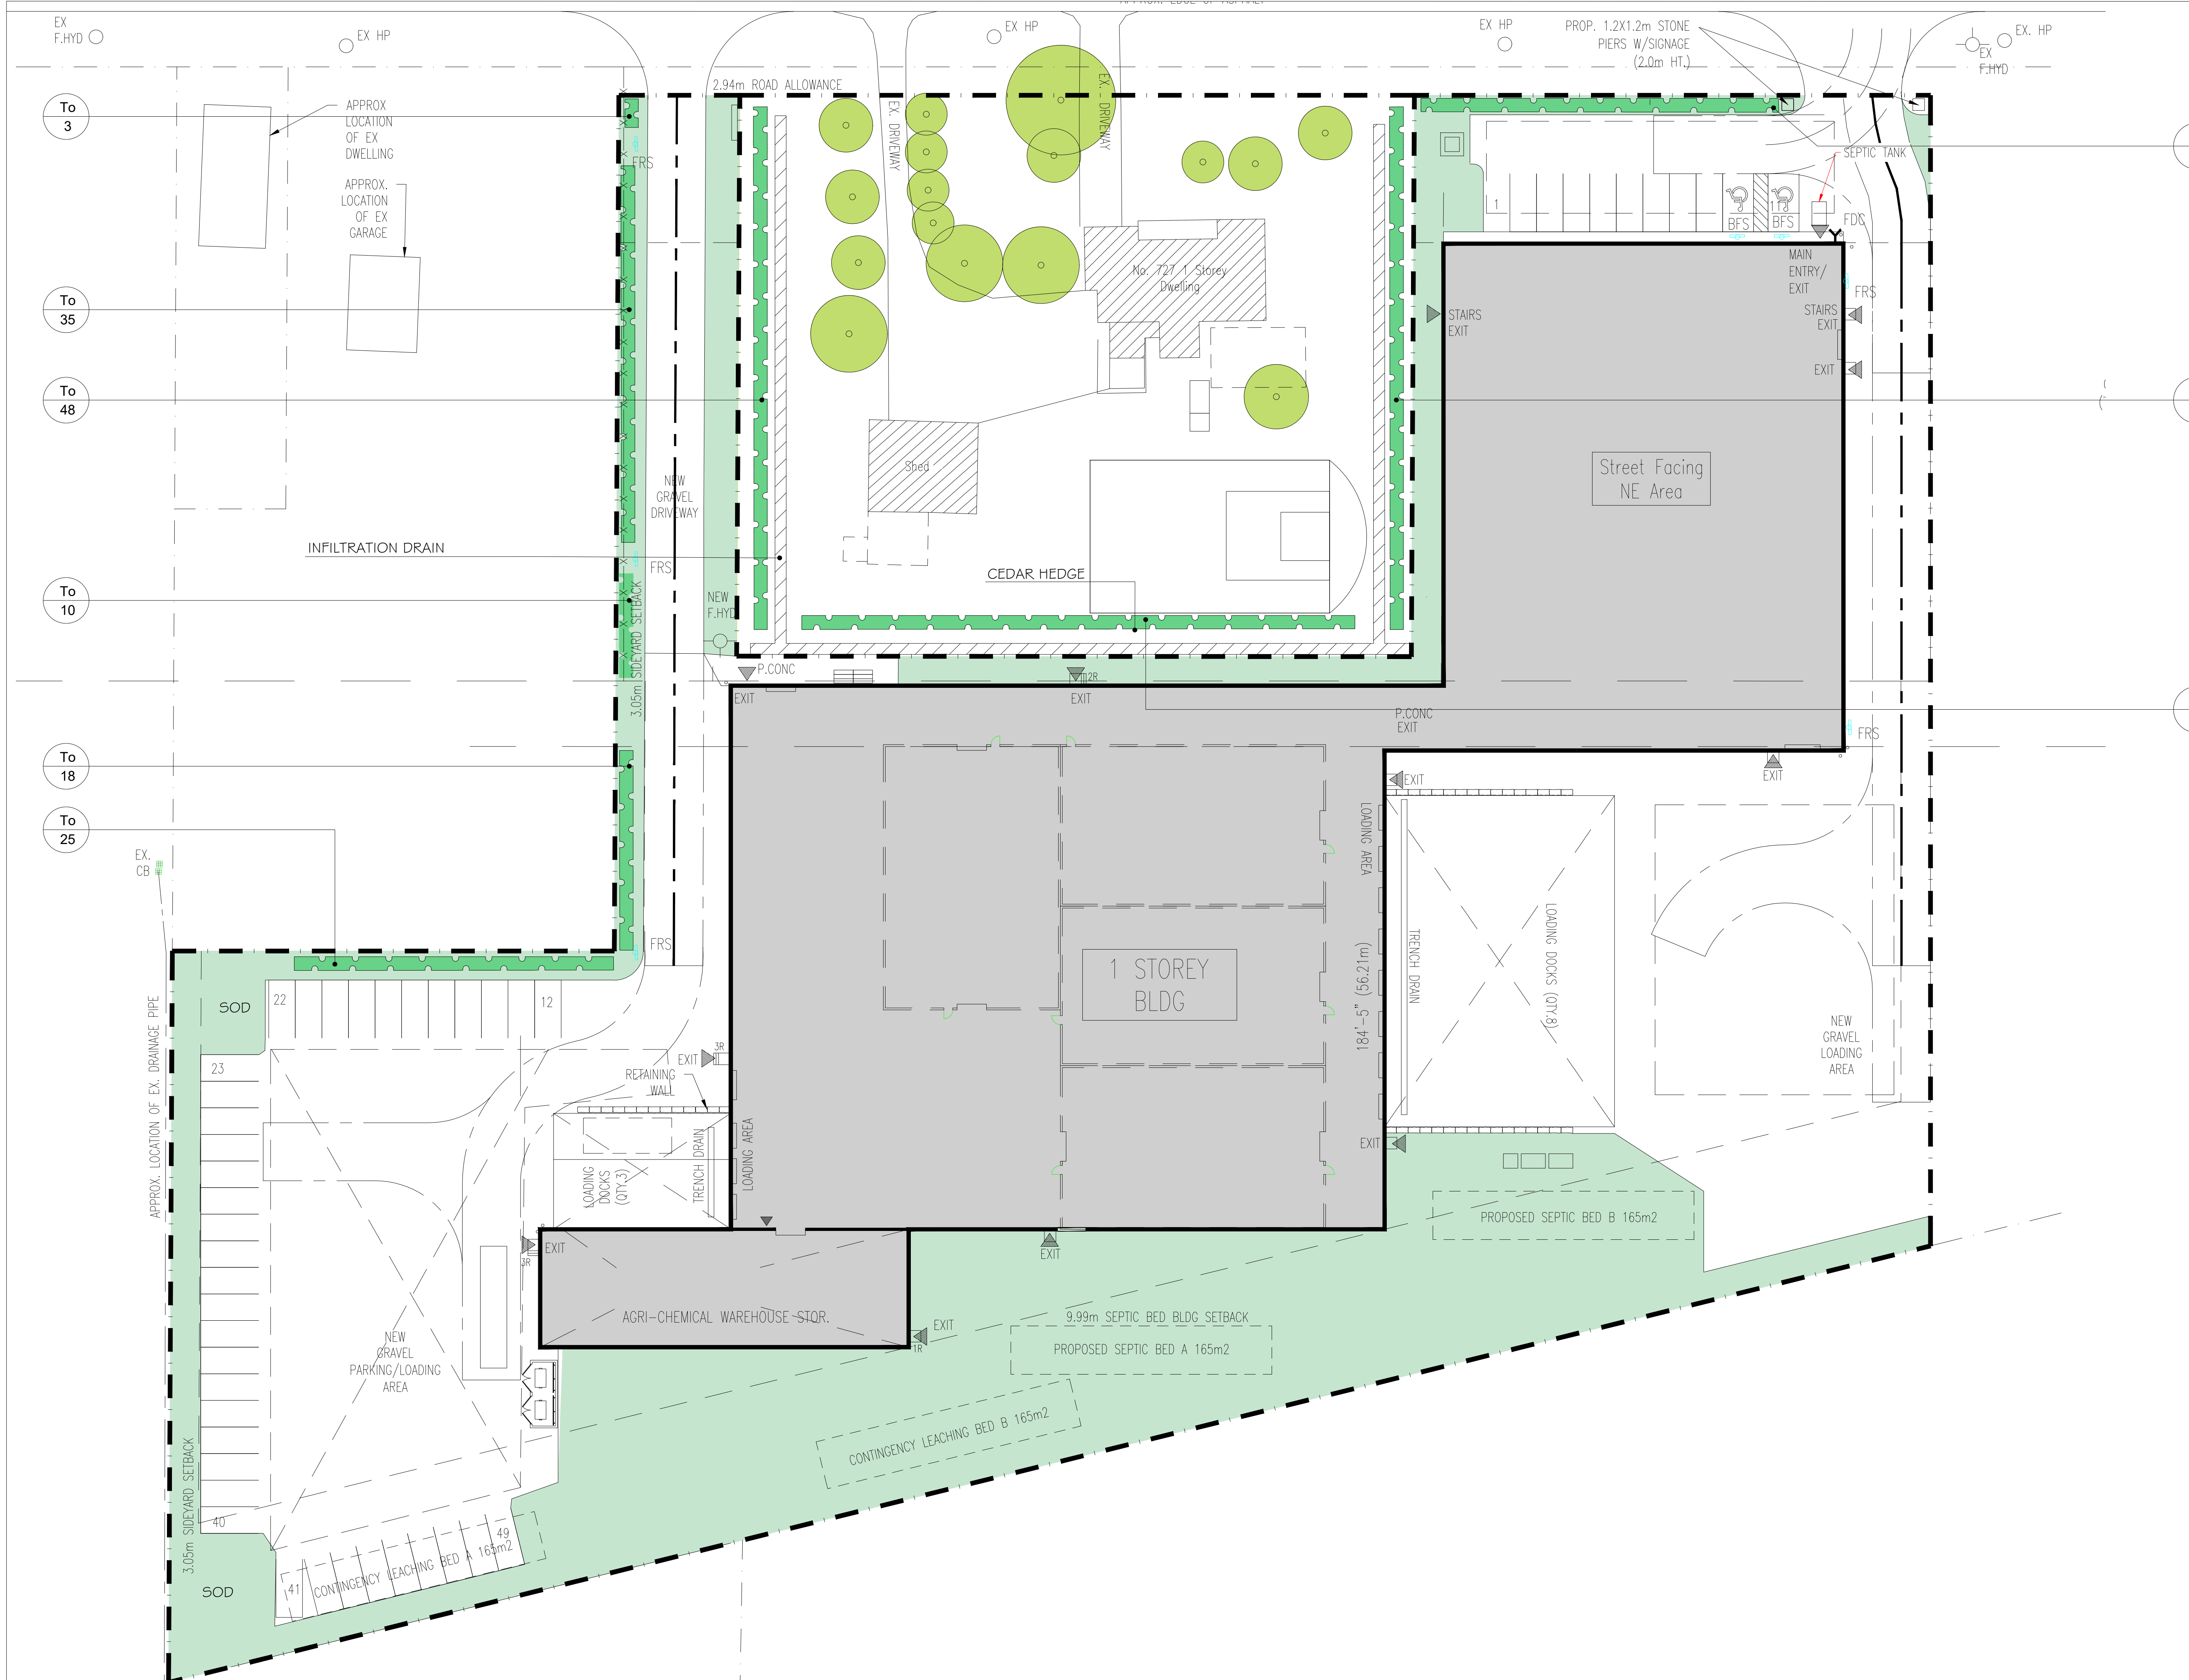 EX
F.HYD
EX HP
EX HP
EX HP
PROP. 1.2X1.2m STONE
PIERS W/SIGNAGE
(2.0m HT.)
EX. HP
EX
F.HYD
2.94m ROAD ALLOWANCE
To
3
APPROX
LOCATION
OF EX
DWELLING
FRS
EX. DRIVEWAY
EX. DRIVEWAY
SEPTIC TANK
APPROX.
LOCATION
OF EX
GARAGE
1
11
BFS
BFS
FDC
No. 727 1 Storey
Dwelling
MAIN
ENTRY/
EXIT
FRS
To
35
STAIRS
EXIT
STAIRS
EXIT
EXIT
To
48
Shed
Street Facing
NE Area
NEW
GRAVEL
DRIVEWAY
INFILTRATION DRAIN
FRS
CEDAR HEDGE
To
10
NEW
F.HYD
3.05m SIDEYARD SETBACK
P.CONC
EXIT
2R
EXIT
P.CONC
EXIT
FRS
To
18
EXIT
EXIT
To
25
LOADING AREA
EX.
CB
FRS
TRENCH DRAIN
LOADING DOCKS (QTY.8)
184'-5" (56.21m)
1 STOREY
BLDG
SOD
22
12
APPROX. LOCATION OF EX. DRAINAGE PIPE
NEW
GRAVEL
LOADING
AREA
23
3R
EXIT
RETAINING
WALL
LOADING AREA
TRENCH DRAIN
LOADING
DOCKS
(QTY.3)
EXIT
PROPOSED SEPTIC BED B 165m2
EXIT
3R
EXIT
AGRI-CHEMICAL WAREHOUSE STOR.
EXIT
1R
9.99m SEPTIC BED BLDG SETBACK
PROPOSED SEPTIC BED A 165m2
NEW
GRAVEL
PARKING/LOADING
AREA
CONTINGENCY LEACHING BED B 165m2
3.05m SIDEYARD SETBACK
40
49
41
CONTINGENCY LEACHING BED A 165m2
SOD